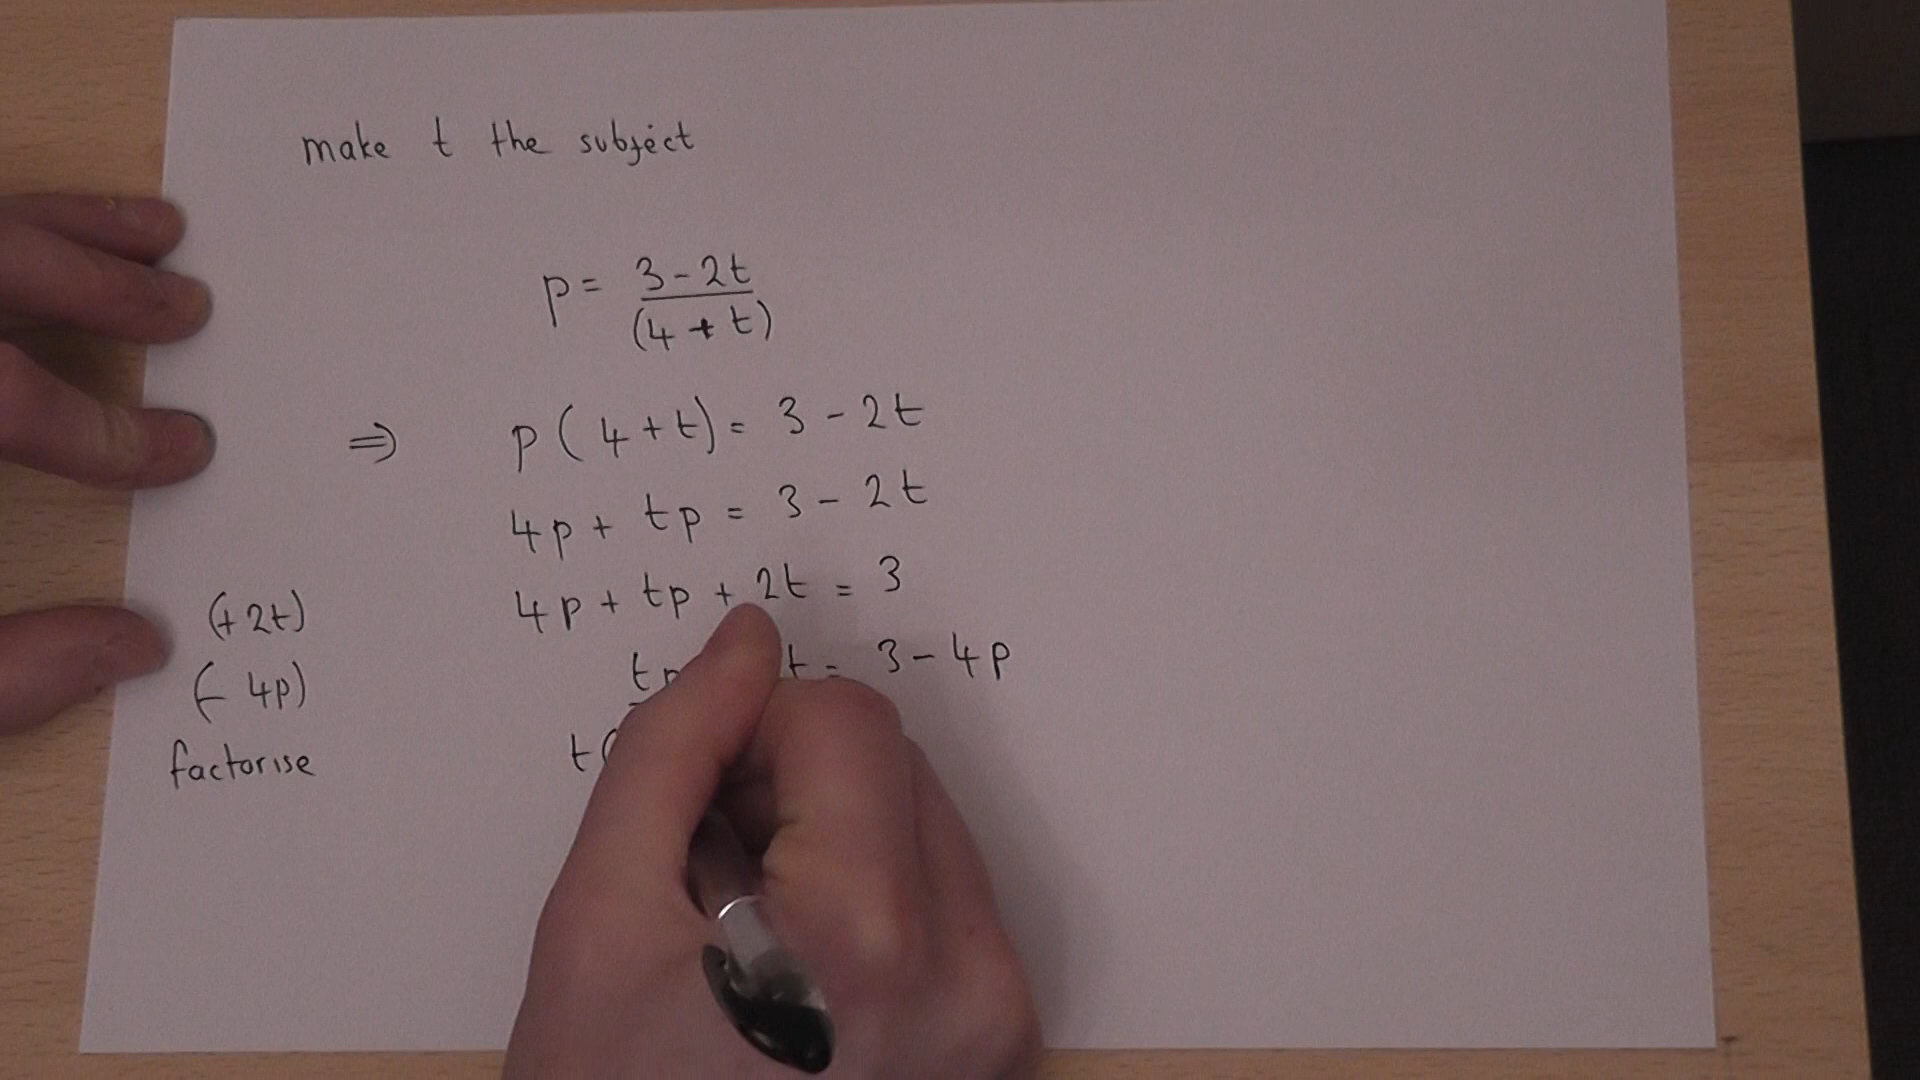 make t the subject
p = 3 - 2t
(4 + t)
⇒ p ( 4 + t) = 3 - 2t
4p + tp = 3 - 2t
(+ 2t) 4p + tp + 2t = 3
(- 4p) t t = 3 - 4p
factorise t(